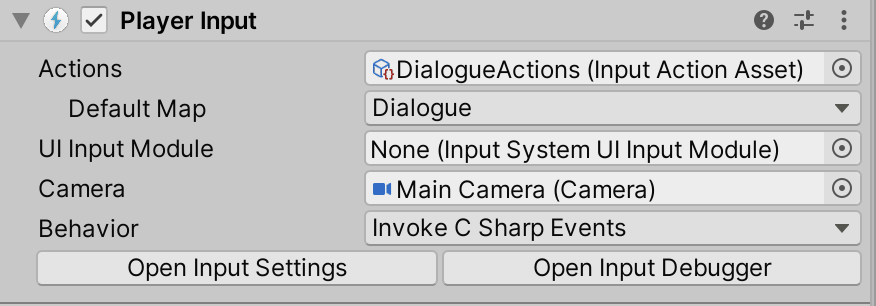 Player Input
Actions DialogueActions (Input Action Asset)
Default Map Dialogue
UI Input Module None (Input System UI Input Module)
Camera Main Camera (Camera)
Behavior Invoke C Sharp Events
Open Input Settings Open Input Debugger